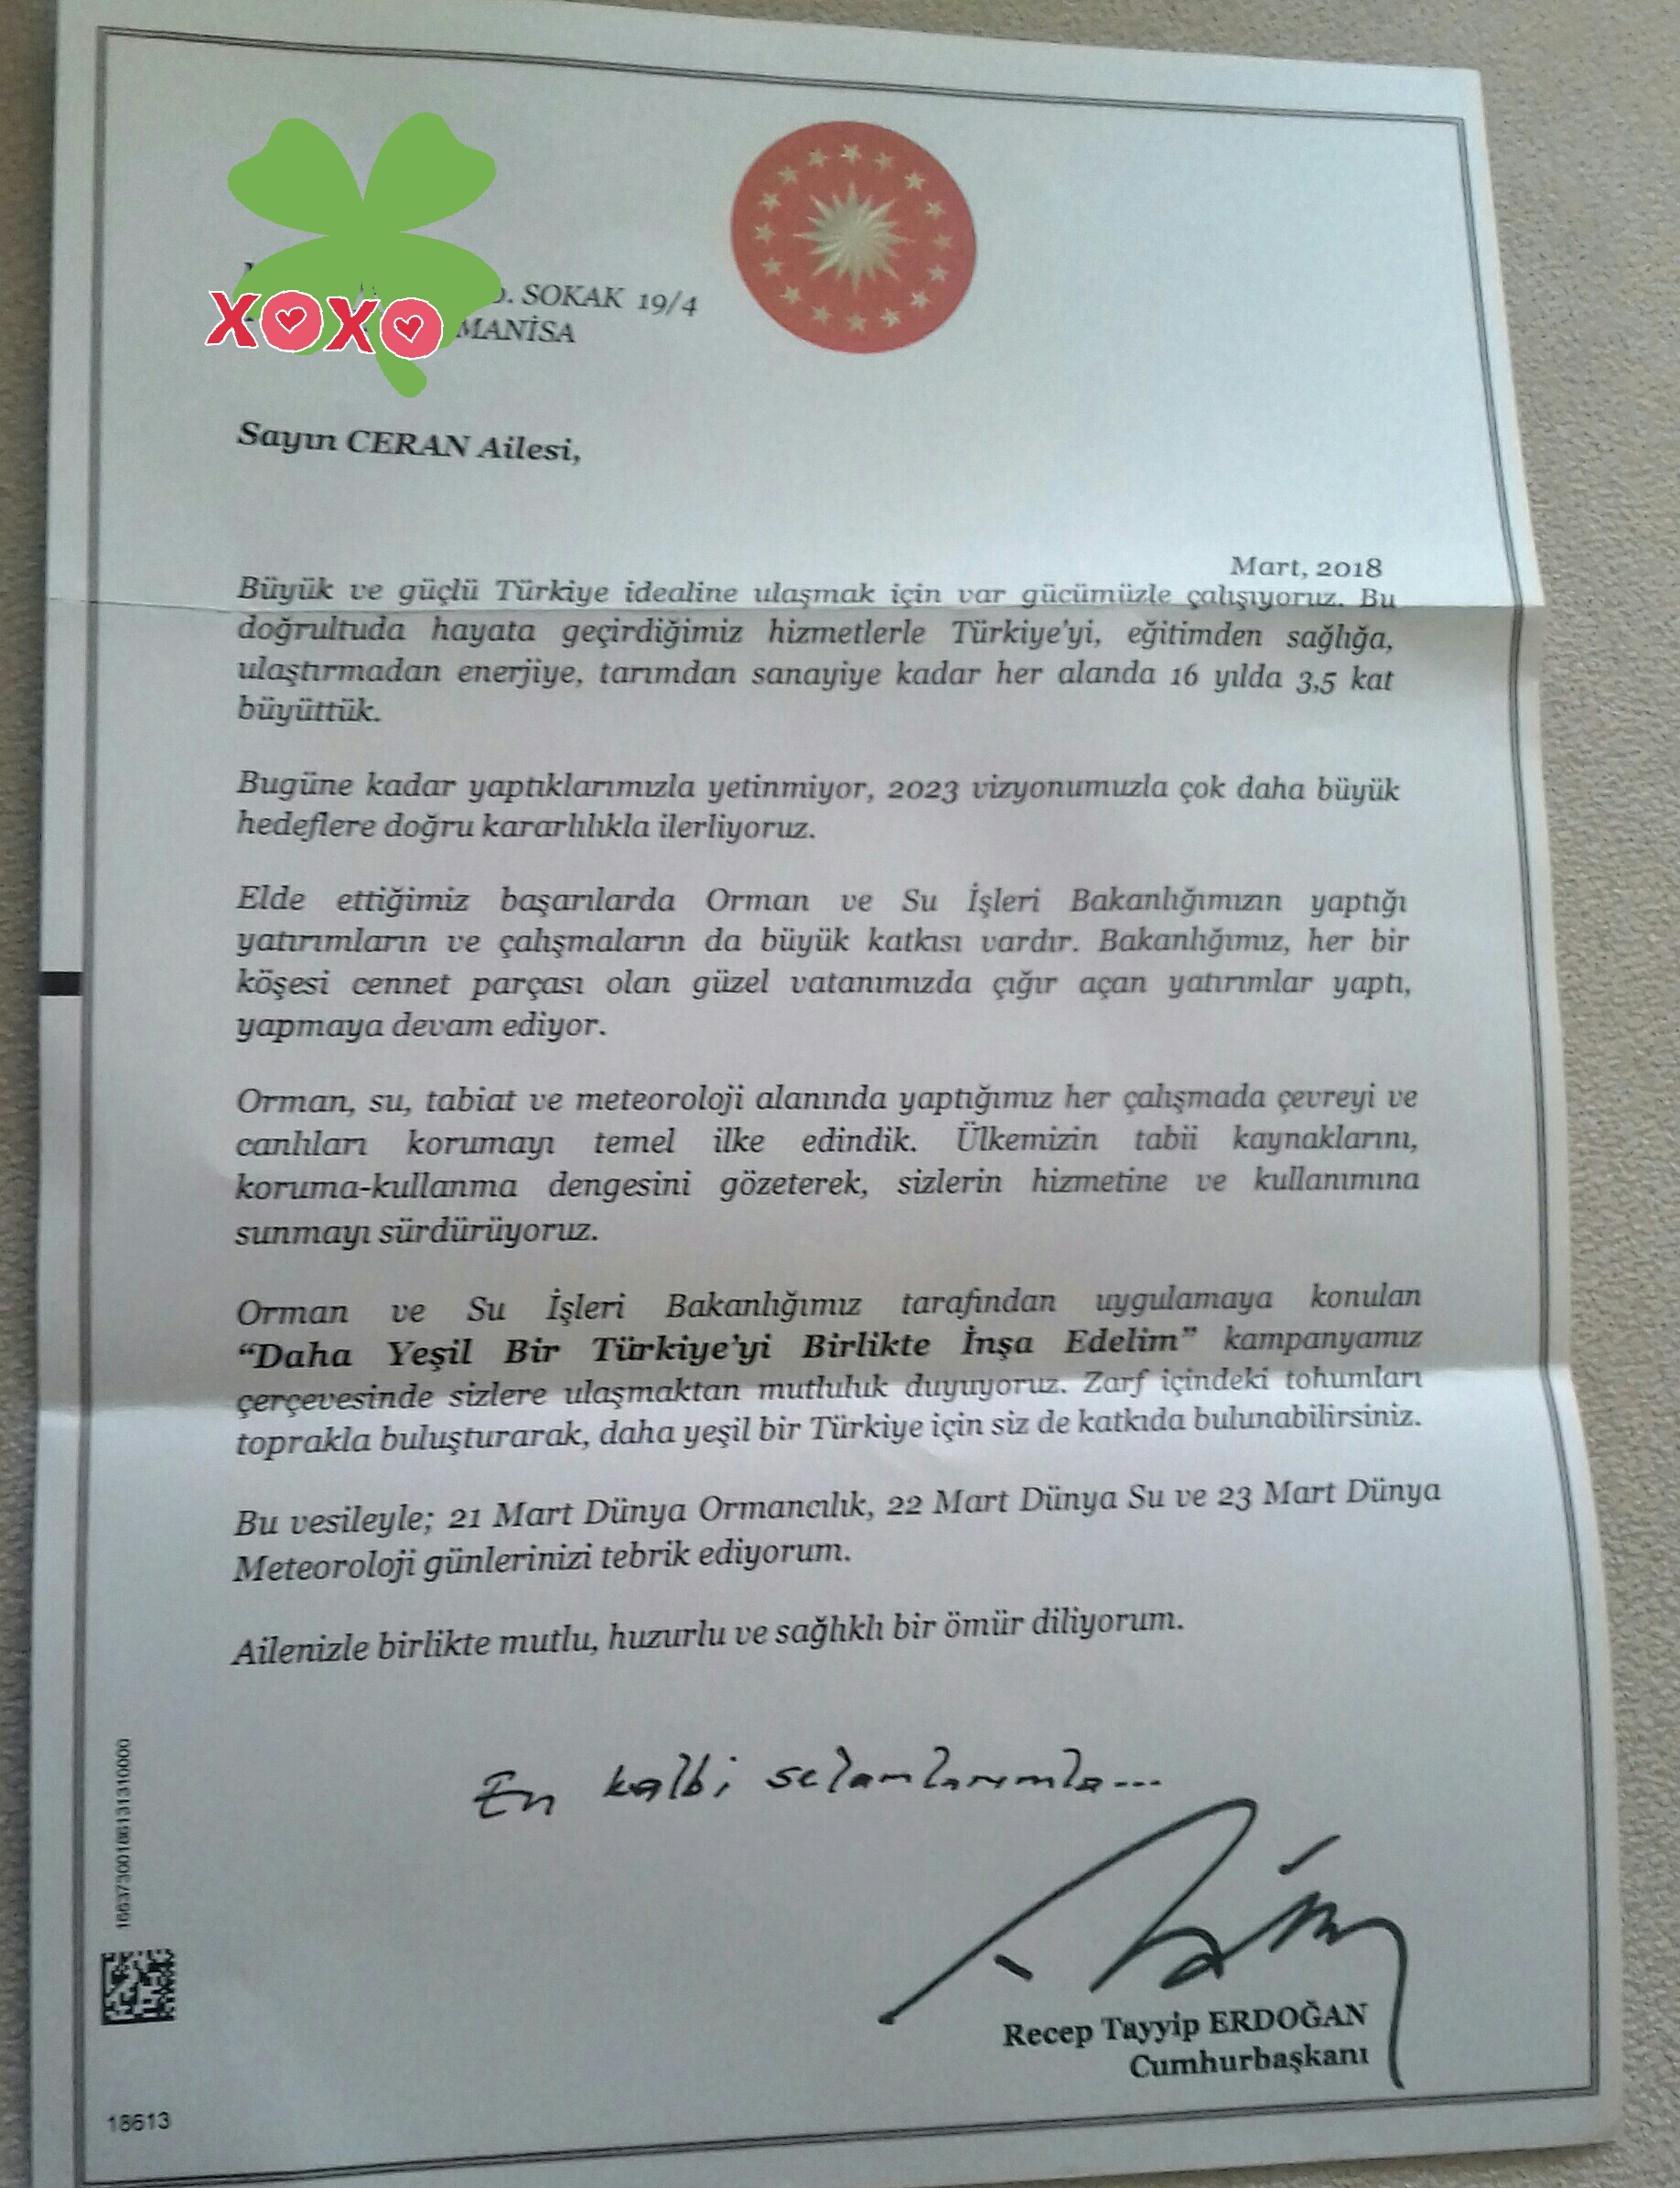 XOXO
SOKAK 19/4
MANİSA
Sayın CERAN Ailesi,
Mart, 2018
Büyük ve güçlü Türkiye idealine ulaşmak için var gücümüzle çalışıyoruz. Bu
doğrultuda hayata geçirdiğimiz hizmetlerle Türkiye'yi, eğitimden sağlığa,
ulaştırmadan enerjiye, tarımdan sanayiye kadar her alanda 16 yılda 3,5 kat
büyüttük.
Bugüne kadar yaptıklarımızla yetinmiyor, 2023 vizyonumuzla çok daha büyük
hedeflere doğru kararlılıkla ilerliyoruz.
Elde ettiğimiz başarılarda Orman ve Su İşleri Bakanlığımızın yaptığı
yatırımların ve çalışmaların da büyük katkısı vardır. Bakanlığımız, her bir
köşesi cennet parçası olan güzel vatanımızda çığır açan yatırımlar yaptı,
yapmaya devam ediyor.
Orman, su, tabiat ve meteoroloji alanında yaptığımız her çalışmada çevreyi ve
canlıları korumayı temel ilke edindik. Ülkemizin tabii kaynaklarını,
koruma-kullanma dengesini gözeterek, sizlerin hizmetine ve kullanımına
sunmayı sürdürüyoruz.
Orman ve Su İşleri Bakanlığımız tarafından uygulamaya konulan
“Daha Yeşil Bir Türkiye'yi Birlikte İnşa Edelim” kampanyamız
çerçevesinde sizlere ulaşmaktan mutluluk duyuyoruz. Zarf içindeki tohumları
toprakla buluşturarak, daha yeşil bir Türkiye için siz de katkıda bulunabilirsiniz.
Bu vesileyle; 21 Mart Dünya Ormancılık, 22 Mart Dünya Su ve 23 Mart Dünya
Meteoroloji günlerinizi tebrik ediyorum.
Ailenizle birlikte mutlu, huzurlu ve sağlıklı bir ömür diliyorum.
En kalbi selamlarımla...
Recep Tayyip ERDOĞAN
Cumhurbaşkanı
18613